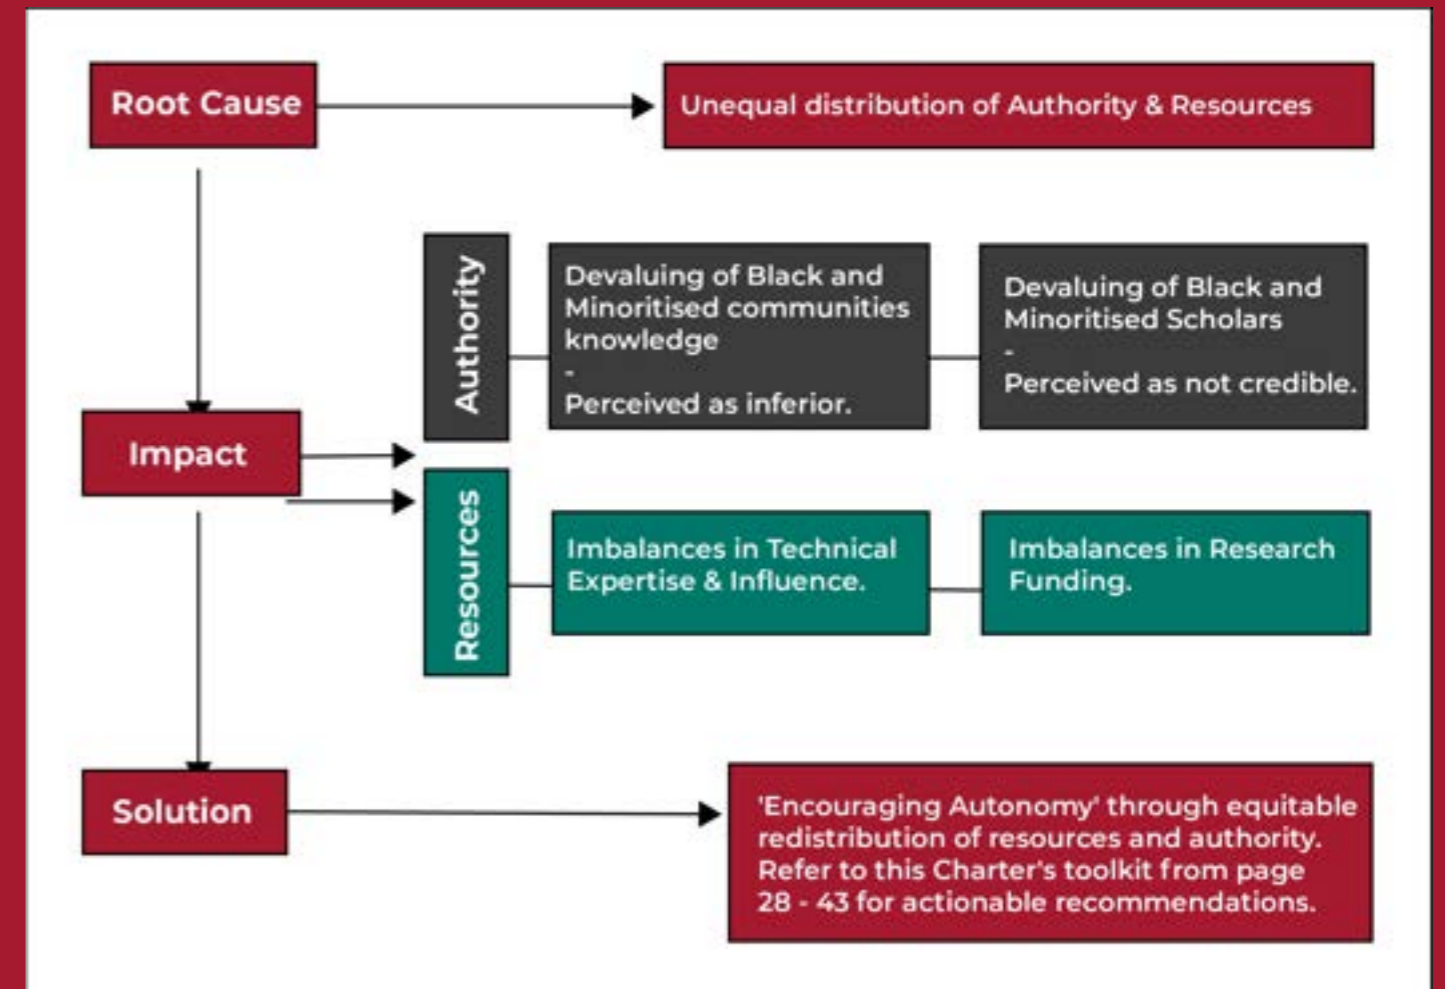 Root Cause
Unequal distribution of Authority & Resources
Authority
Devaluing of Black and
Minoritised communities
knowledge
-
Perceived as inferior.
Devaluing of Black and
Minoritised Scholars
-
Perceived as not credible.
Impact
Resources
Imbalances in Technical
Expertise & Influence.
Imbalances in Research
Funding.
Solution
'Encouraging Autonomy' through equitable
redistribution of resources and authority.
Refer to this Charter's toolkit from page
28 - 43 for actionable recommendations.